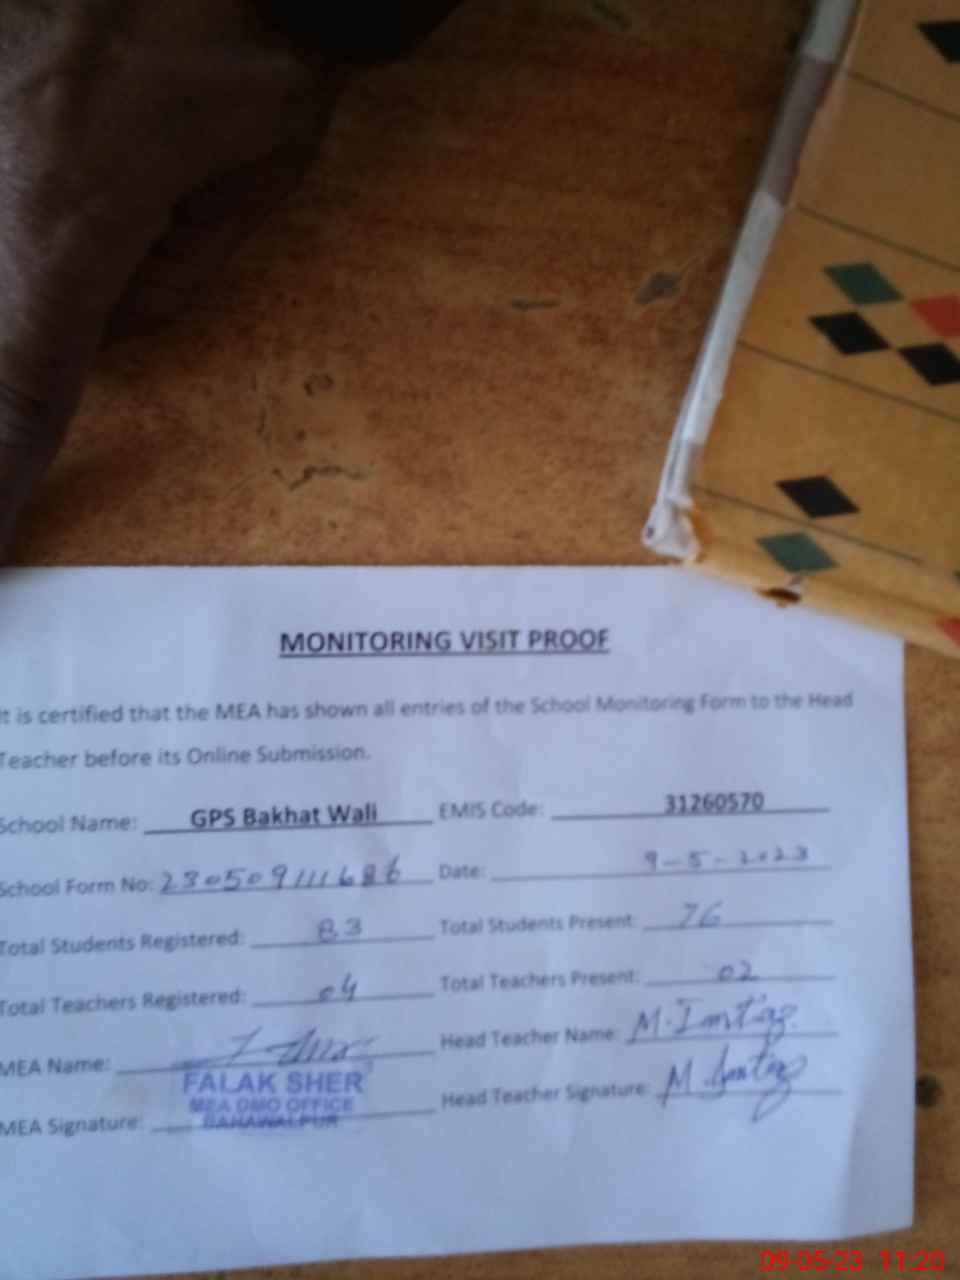 MONITORING VISIT PROOF
It is certified that the MEA has shown all entries of the School Monitoring Form to the Head
Teacher before its Online Submission.
School Name: GPS Bakhat Wali EMIS Code: 31260570
School Form No: 230509111686 Date: 9-5-2023
Total Students Registered: 83 Total Students Present: 76
Total Teachers Registered: 04 Total Teachers Present: 02
MEA Name: Head Teacher Name: M. Imtiaz
FALAK SHER
MEA DMO OFFICE
BAHAWALPUR
MEA Signature: Head Teacher Signature: M. Imtiaz
09-05-23 11:20